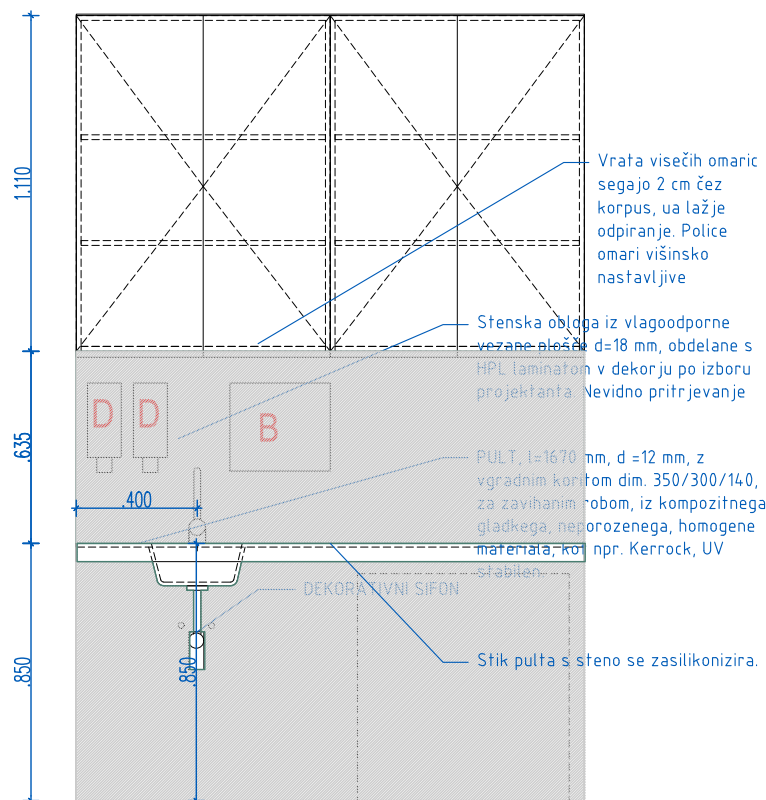 1.110
Vrata visečih omaric
segajo 2 cm čez
korpus, ua lažje
odpiranje. Police
omari višinsko
nastavljive
Stenska obloga iz vlagoodporne
vezane plošče d=18 mm, obdelane s
HPL laminaton v dekorju po izboru
projektanta. Nevidno pritrjevanje
D
D
B
.635
.400
PULT, l=1670 mm, d =12 mm, z
vgradnim koritom dim. 350/300/140,
za zavihanim robom, iz kompozitnega
gladkega, neporozenega, homogene
materiala, kot npr. Kerrock, UV
stabilen.
DEKORATIVNI SIFON
Stik pulta s steno se zasilikonizira.
.850
.850